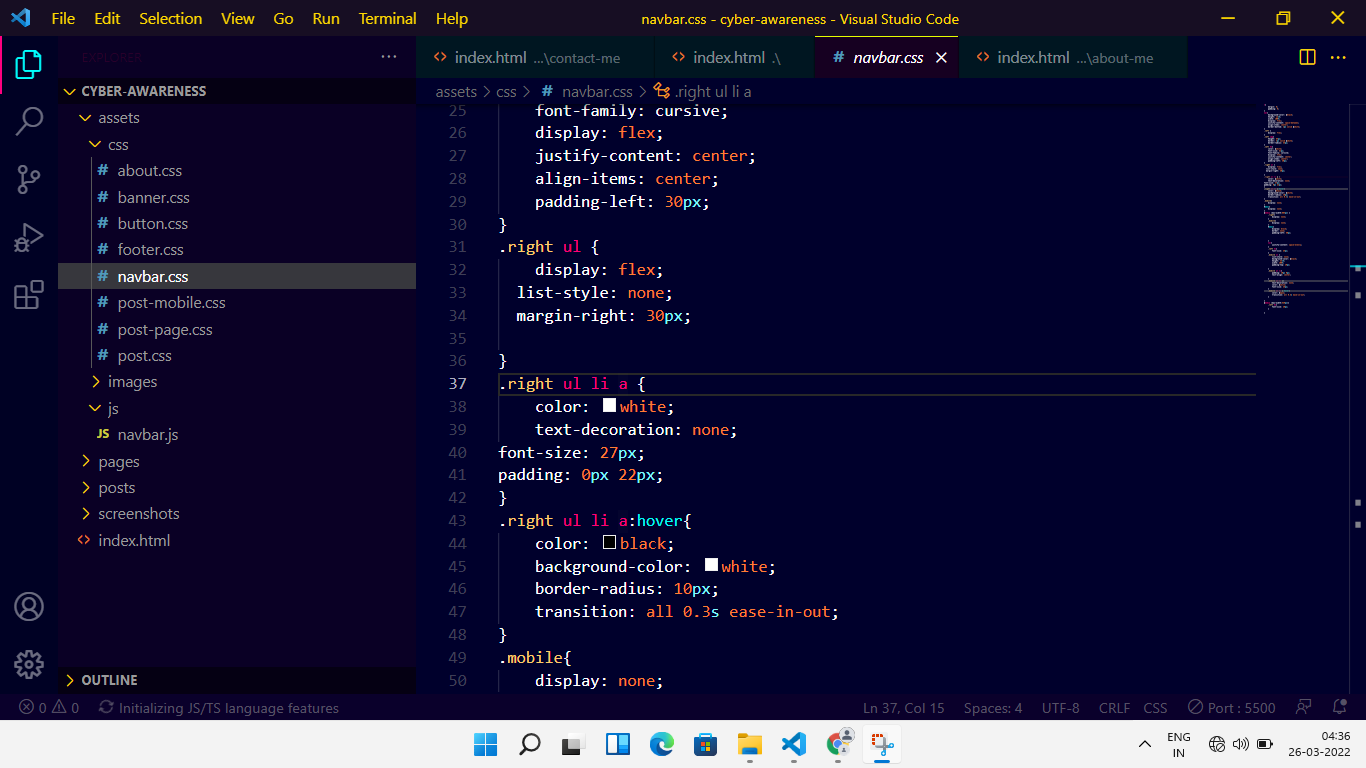 File Edit Selection View Go Run Terminal Help
navbar.css - cyber-awareness - Visual Studio Code
EXPLORER
index.html ...\contact-me
index.html .\
# navbar.css
index.html ...\about-me
CYBER-AWARENESS
assets
css
# about.css
# banner.css
# button.css
# footer.css
# navbar.css
# post-mobile.css
# post-page.css
# post.css
images
js
JS navbar.js
pages
posts
screenshots
index.html
OUTLINE
assets > css > # navbar.css > .right ul li a
25 font-family: cursive;
26 display: flex;
27 justify-content: center;
28 align-items: center;
29 padding-left: 30px;
30 }
31 .right ul {
32 display: flex;
33 list-style: none;
34 margin-right: 30px;
35
36 }
37 .right ul li a {
38 color: white;
39 text-decoration: none;
40 font-size: 27px;
41 padding: 0px 22px;
42 }
43 .right ul li a:hover{
44 color: black;
45 background-color: white;
46 border-radius: 10px;
47 transition: all 0.3s ease-in-out;
48 }
49 .mobile{
50 display: none;
0 0 Initializing JS/TS language features
Ln 37, Col 15 Spaces: 4 UTF-8 CRLF CSS Port : 5500
ENG
IN
04:36
26-03-2022